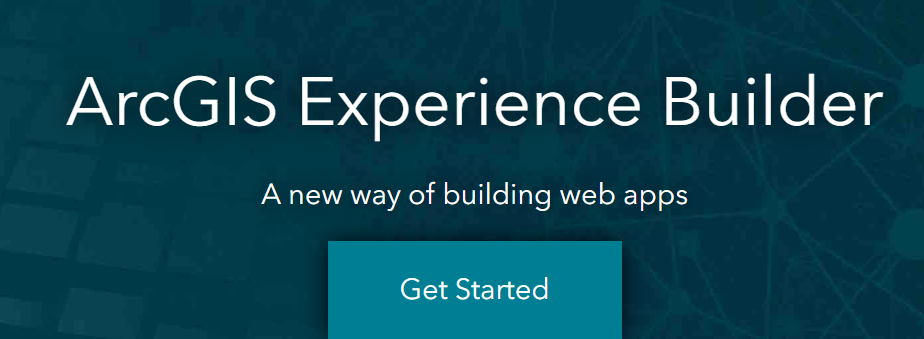 ArcGIS Experience Builder
A new way of building web apps
Get Started